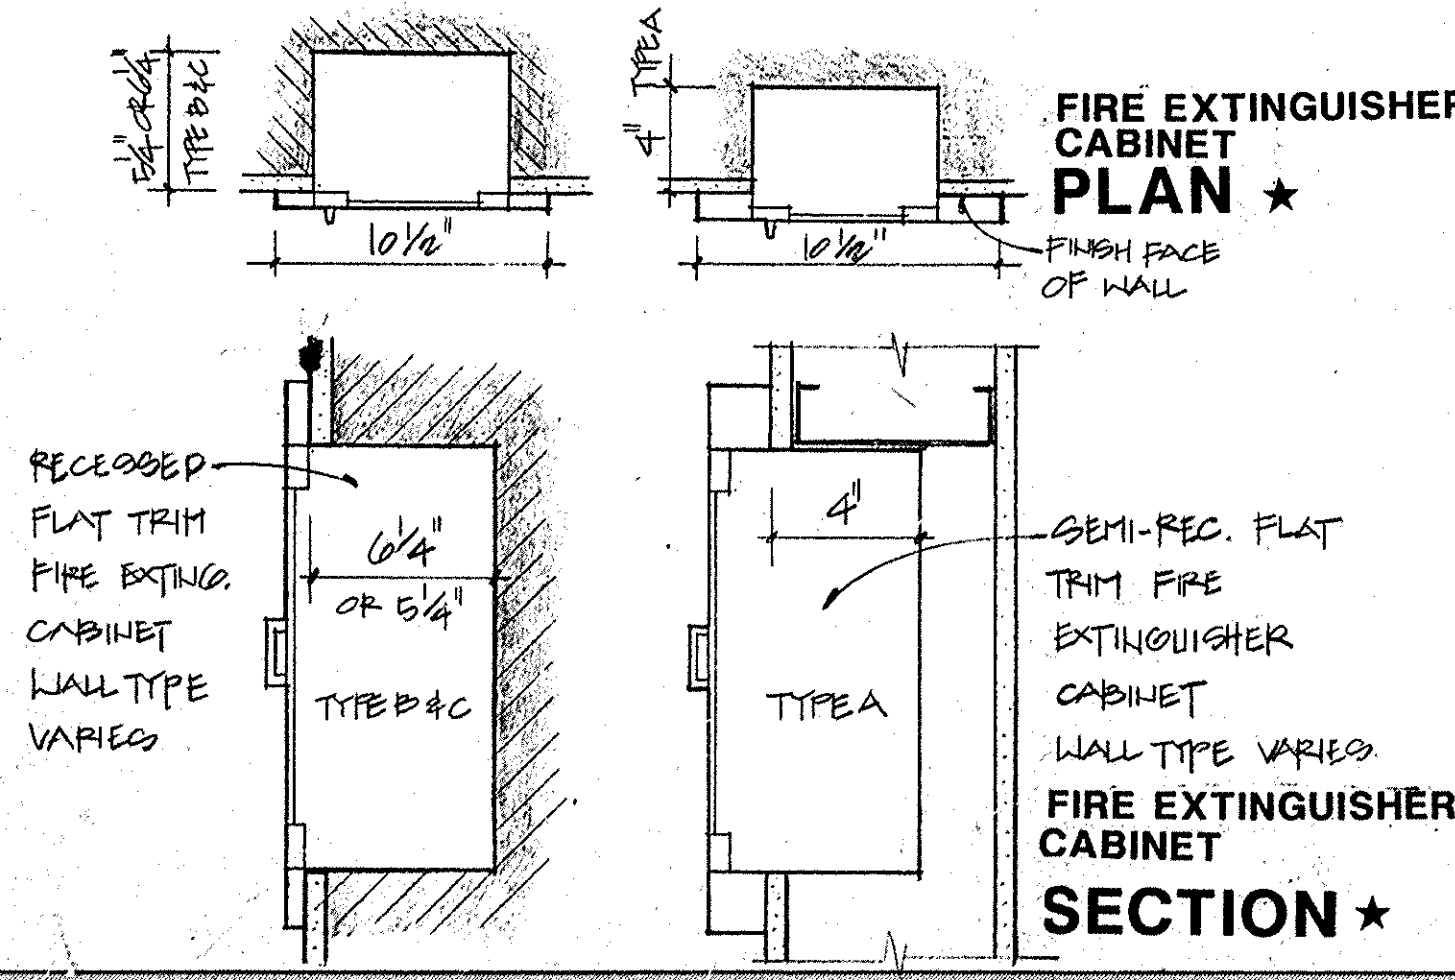 5 1/4" OR 6 1/4"
TYPE B & C
10 1/2"
TYPE A
4"
10 1/2"
FIRE EXTINGUISHER
CABINET
PLAN ★
FINISH FACE
OF WALL
RECESSED
FLAT TRIM
FIRE EXTING.
CABINET
WALL TYPE
VARIES
6 1/4"
OR 5 1/4"
TYPE B & C
4"
TYPE A
SEMI-REC. FLAT
TRIM FIRE
EXTINGUISHER
CABINET
WALL TYPE VARIES
FIRE EXTINGUISHER
CABINET
SECTION ★